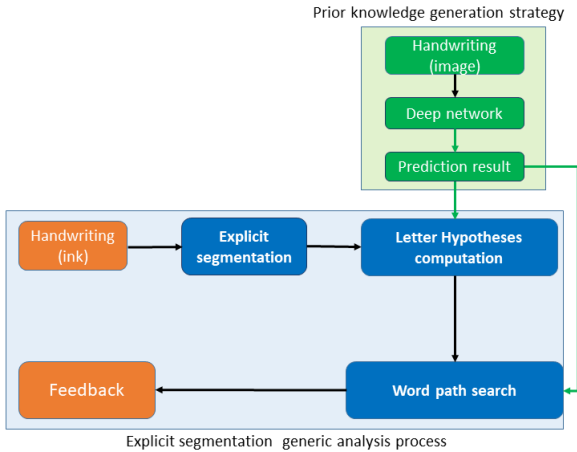 Prior knowledge generation strategy
Handwriting
(image)
Deep network
Prediction result
Handwriting
(ink)
Explicit
segmentation
Letter Hypotheses
computation
Feedback
Word path search
Explicit segmentation generic analysis process